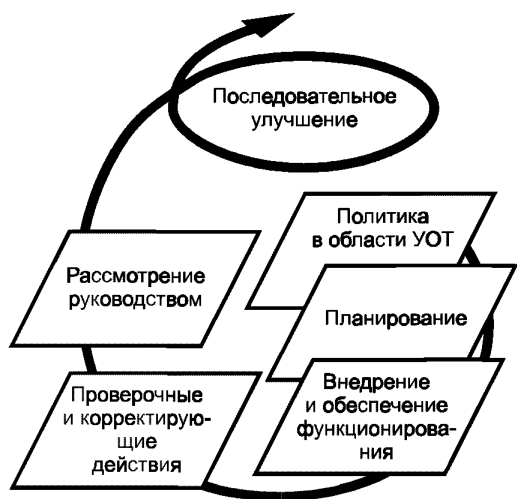 Последовательное
улучшение
Политика
в области УОТ
Планирование
Внедрение
и обеспечение
функционирова-
ния
Проверочные
и корректирую-
щие
действия
Рассмотрение
руководством